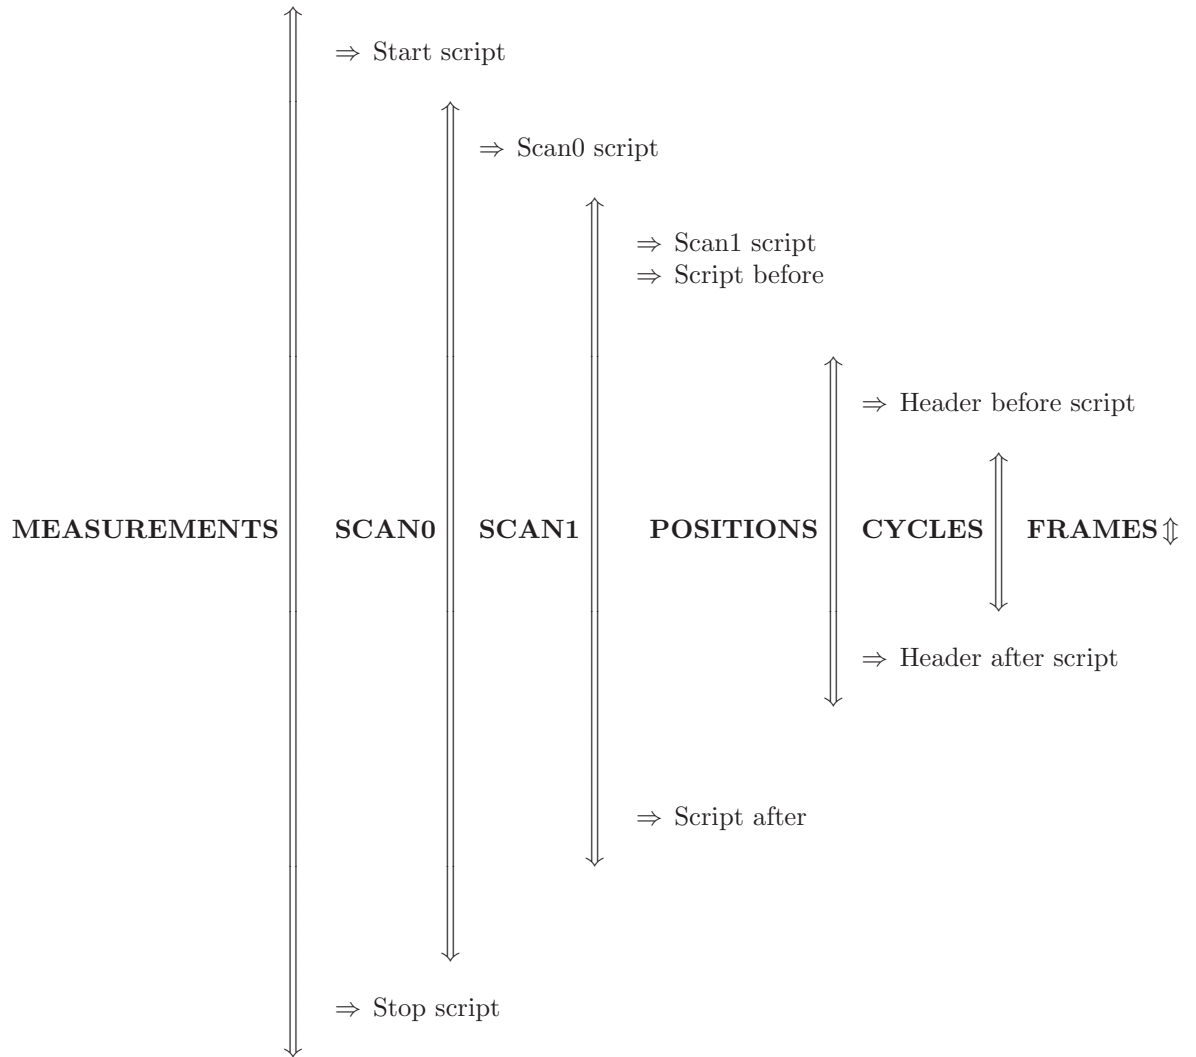 ⇒ Start script
⇒ Scan0 script
⇒ Scan1 script
⇒ Script before
⇒ Header before script
MEASUREMENTS SCAN0 SCAN1 POSITIONS CYCLES FRAMES
⇒ Header after script
⇒ Script after
⇒ Stop script